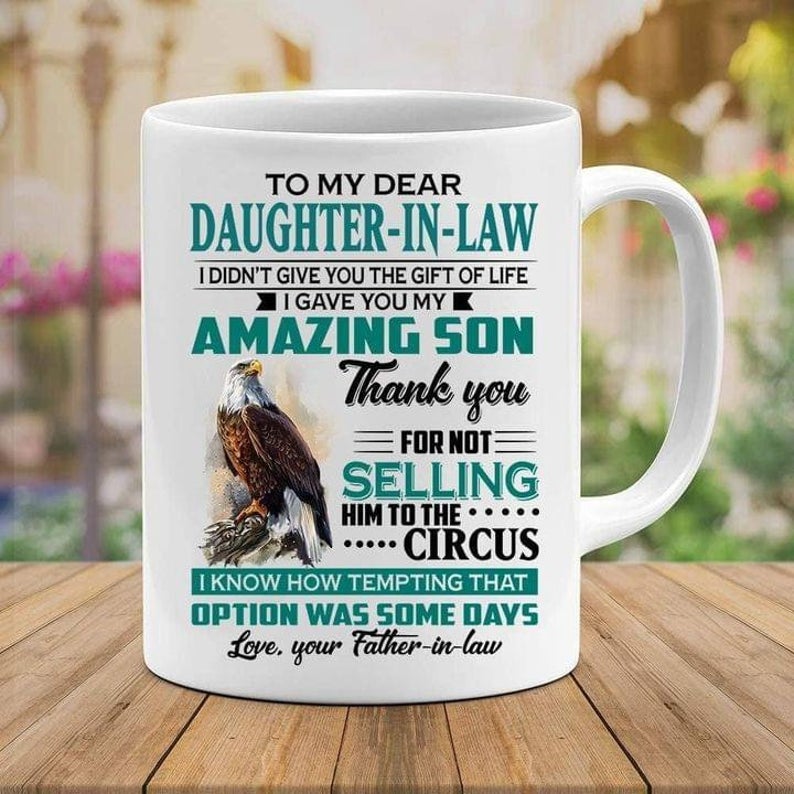 TO MY DEAR
DAUGHTER-IN-LAW
I DIDN'T GIVE YOU THE GIFT OF LIFE
I GAVE YOU MY
AMAZING SON
Thank you
FOR NOT
SELLING
HIM TO THE
CIRCUS
I KNOW HOW TEMPTING THAT
OPTION WAS SOME DAYS
Love, your Father-in-law